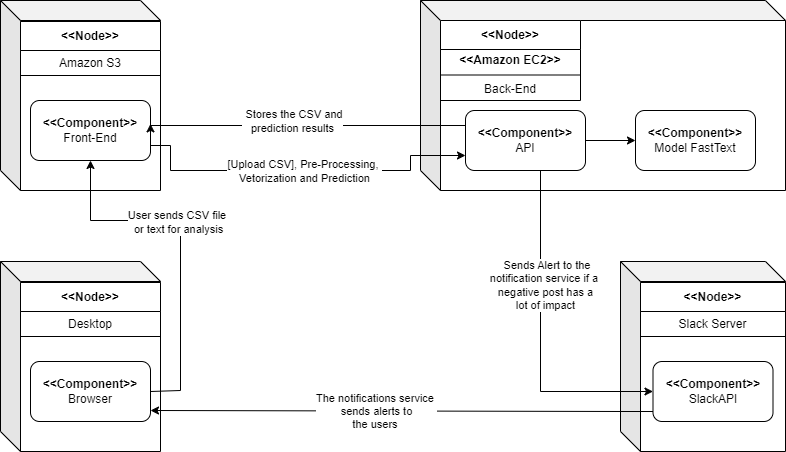 <<Node>>
Amazon S3
<<Component>>
Front-End
Stores the CSV and
prediction results
[Upload CSV], Pre-Processing,
Vetorization and Prediction
<<Node>>
<<Amazon EC2>>
Back-End
<<Component>>
API
<<Component>>
Model FastText
User sends CSV file
or text for analysis
Sends Alert to the
notification service if a
negative post has a
lot of impact
<<Node>>
Desktop
<<Component>>
Browser
The notifications service
sends alerts to
the users
<<Node>>
Slack Server
<<Component>>
SlackAPI